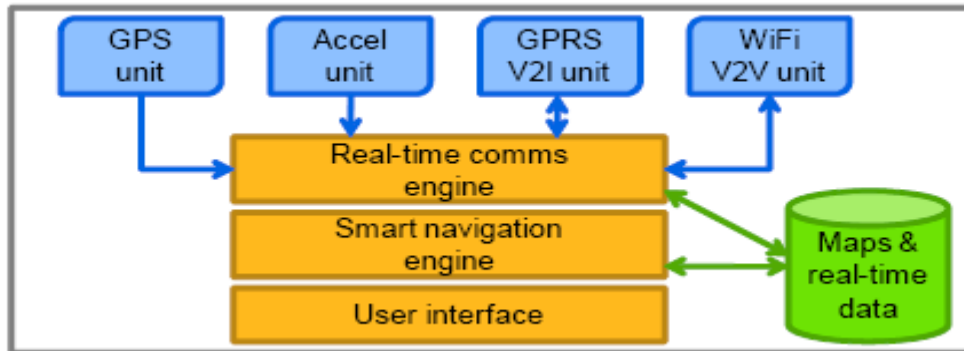 GPS
unit
Accel
unit
GPRS
V2I unit
WiFi
V2V unit
Real-time comms
engine
Smart navigation
engine
User interface
Maps &
real-time
data